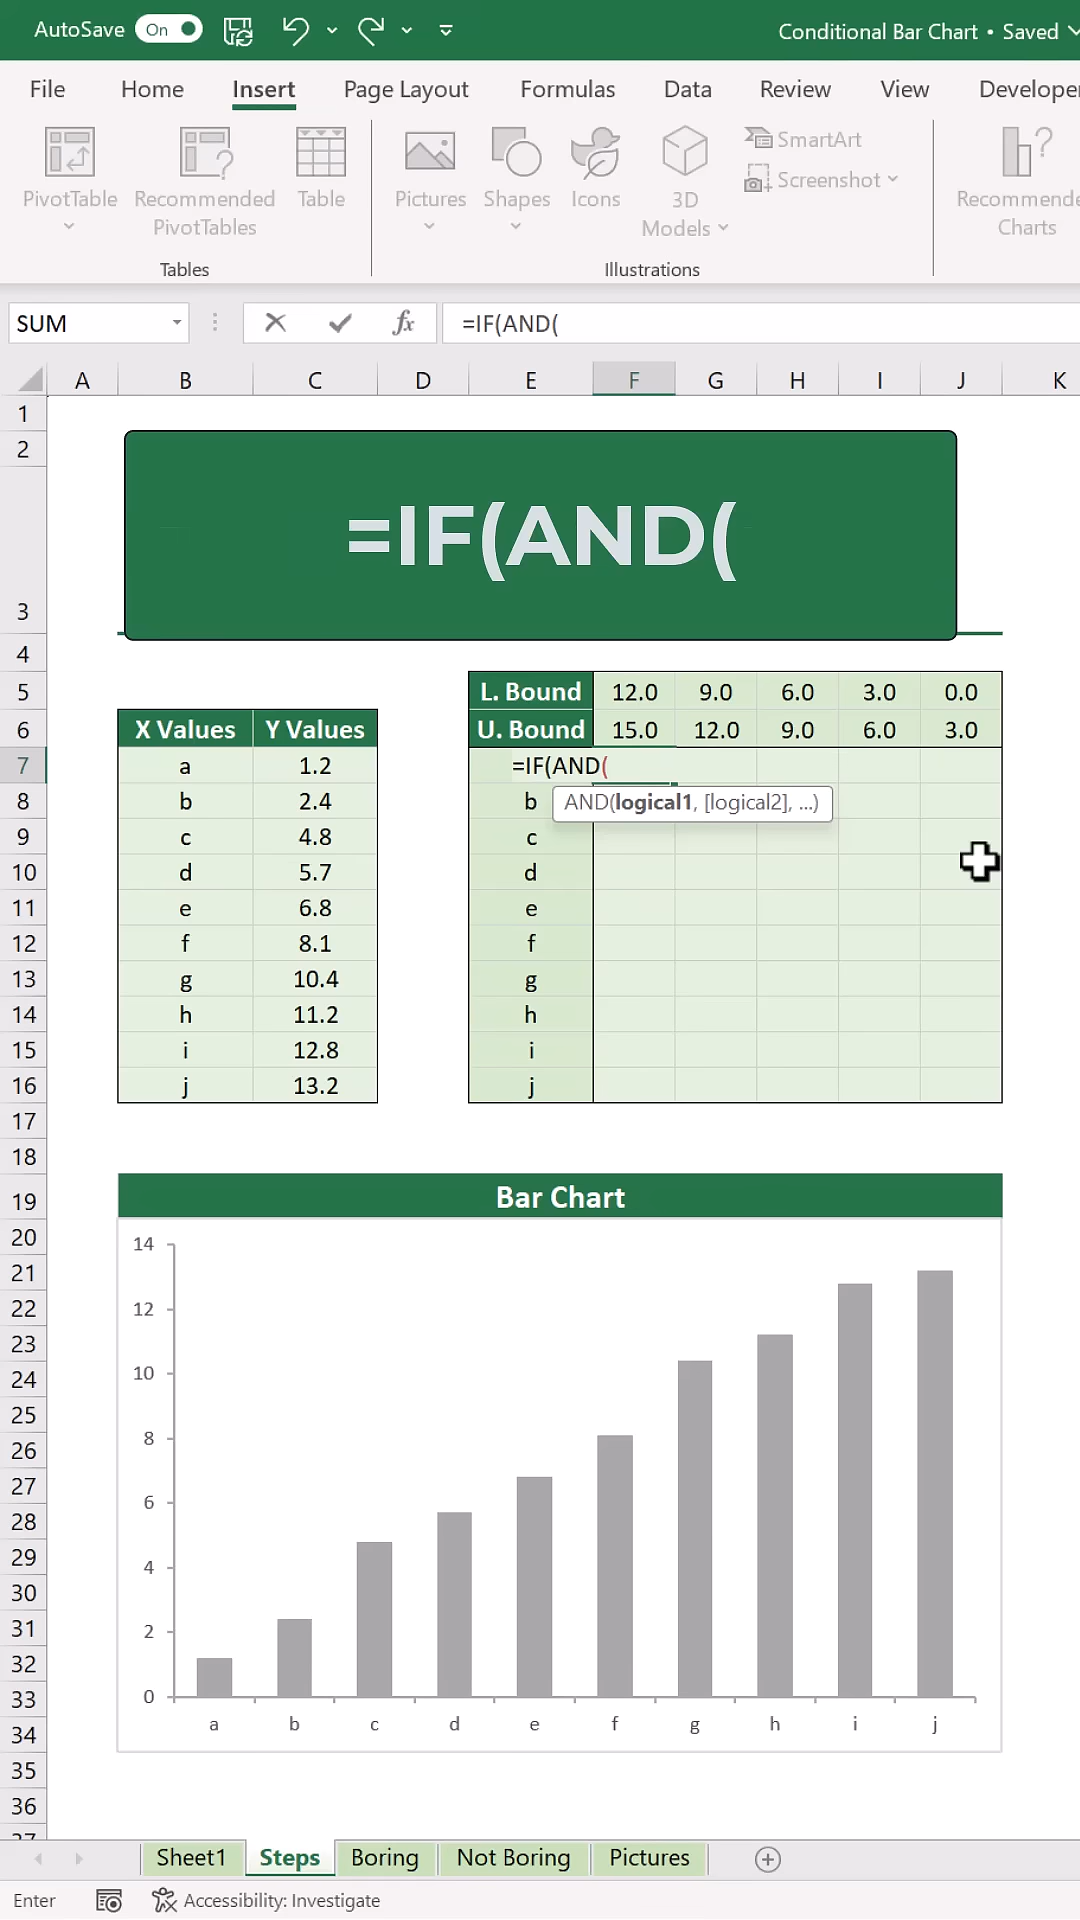 AutoSave On Conditional Bar Chart • Saved
File Home Insert Page Layout Formulas Data Review View Developer
PivotTable Recommended PivotTables Table Pictures Shapes Icons 3D Models SmartArt Screenshot Recommende Charts
Tables Illustrations
SUM fx =IF(AND(
A B C D E F G H I J K
1
2
=IF(AND(
3
4
5 L. Bound 12.0 9.0 6.0 3.0 0.0
6 X Values Y Values U. Bound 15.0 12.0 9.0 6.0 3.0
7 a 1.2 =IF(AND(
8 b 2.4 b AND(logical1, [logical2], ...)
9 c 4.8 c
10 d 5.7 d
11 e 6.8 e
12 f 8.1 f
13 g 10.4 g
14 h 11.2 h
15 i 12.8 i
16 j 13.2 j
17
18
19 Bar Chart
20 14
21
22 12
23
24 10
25
26 8
27
28 6
29
30 4
31 2
32
33 0
34 a b c d e f g h i j
35
36
37
Sheet1 Steps Boring Not Boring Pictures
Enter Accessibility: Investigate